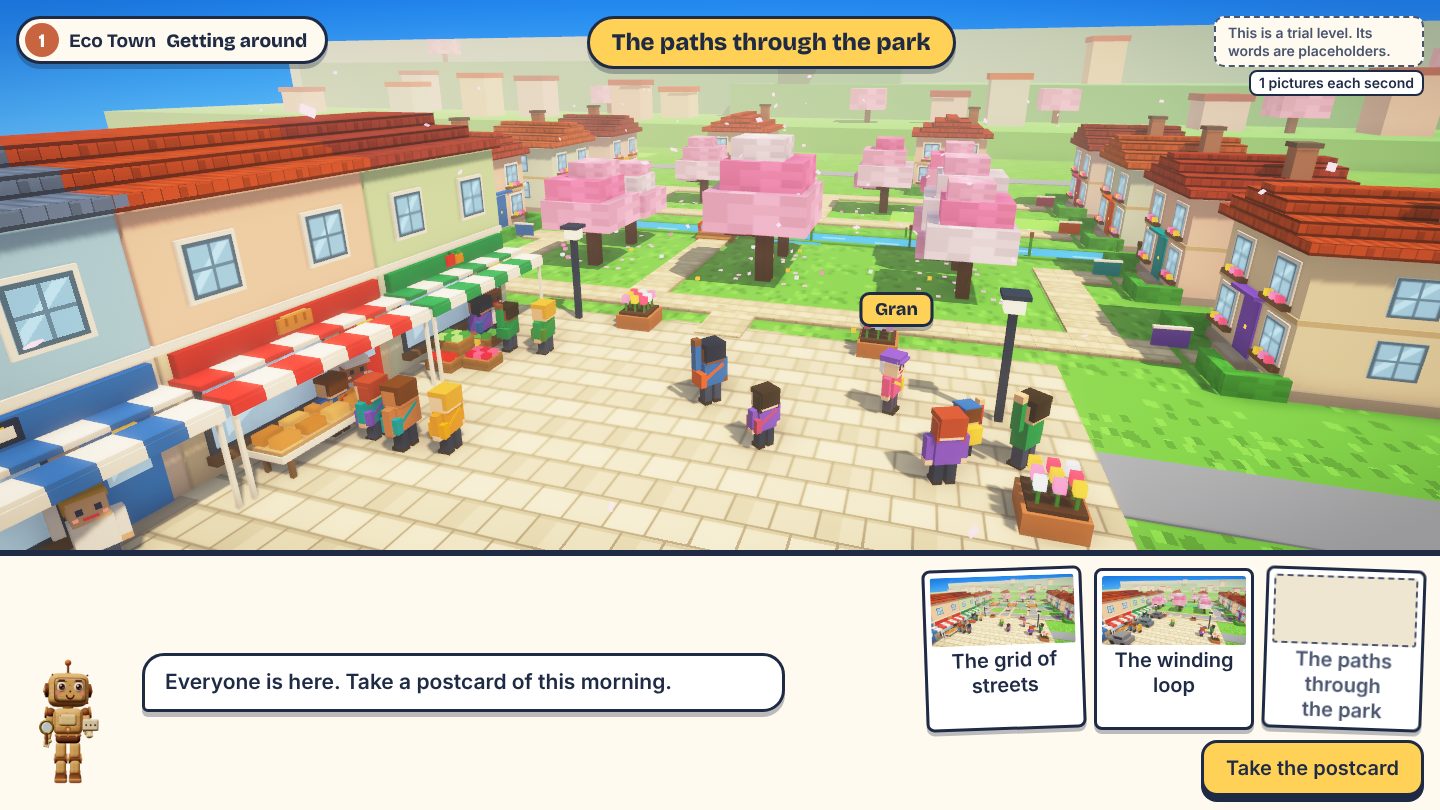 1 Eco Town Getting around
The paths through the park
This is a trial level. Its
words are placeholders.
1 pictures each second
Gran
Everyone is here. Take a postcard of this morning.
The grid of
streets
The winding
loop
The paths
through
the park
Take the postcard